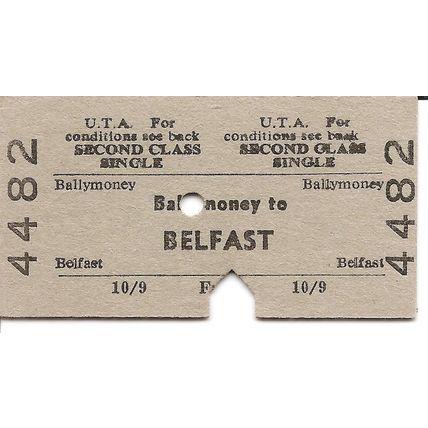 4482
U.T.A. For
conditions see back
SECOND CLASS
SINGLE
U.T.A. For
conditions see back
SECOND CLASS
SINGLE
4482
Ballymoney
Ballymoney
Ballymoney to
BELFAST
Belfast
Belfast
10/9
F
10/9